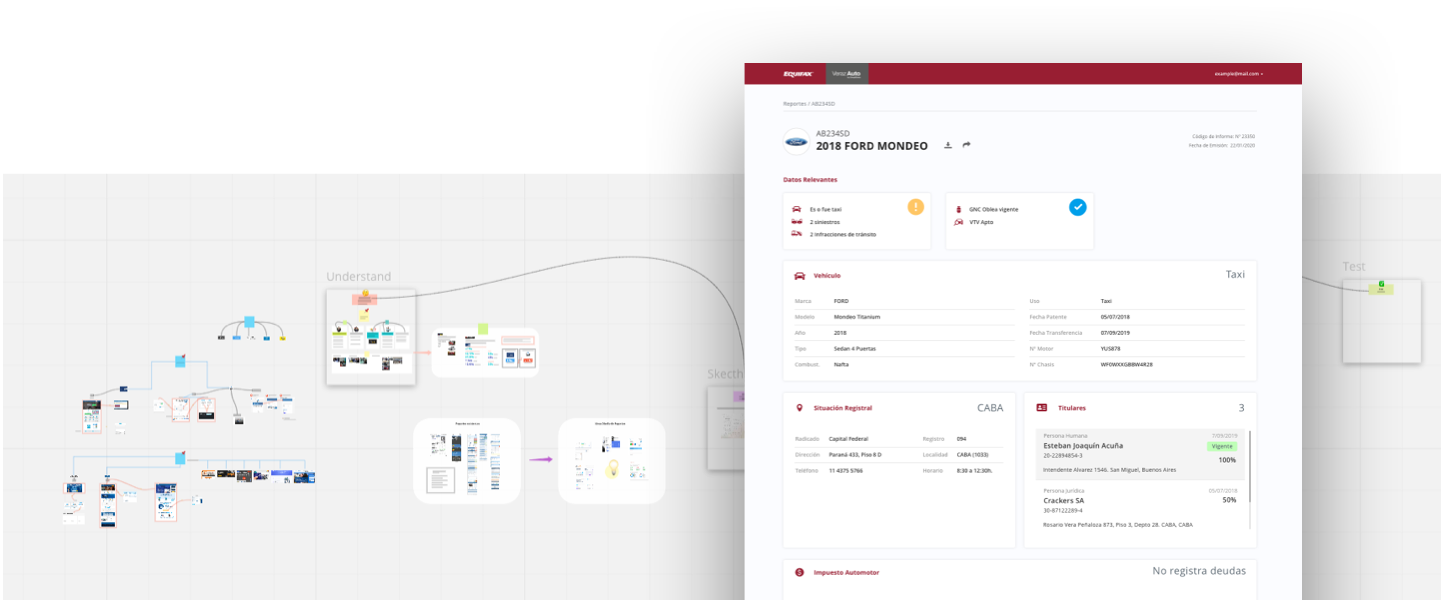 EQUIFAX
Veraz Auto
example@mail.com
Reportes / AB234SD
AB234SD
2018 FORD MONDEO
Código de Informe: N° 23350
Fecha de Emisión: 22/01/2020
Datos Relevantes
Es o fue taxi
2 siniestros
2 Infracciones de tránsito
GNC Oblea vigente
VTV Apto
Vehículo
Taxi
Marca FORD
Uso Taxi
Modelo Mondeo Titanium
Fecha Patente 05/07/2018
Año 2018
Fecha Transferencia 07/09/2019
Tipo Sedan 4 Puertas
N° Motor YUS878
Combust. Nafta
N° Chasis WF0WXXGBBW4R28
Situación Registral
CABA
Radicado Capital Federal
Registro 094
Dirección Paraná 433, Piso 8 D
Localidad CABA (1033)
Teléfono 11 4375 5766
Horario 8:30 a 12:30h.
Titulares
3
Persona Humana
7/09/2019
Esteban Joaquín Acuña
Vigente
20-22894854-3
100%
Intendente Alvarez 1546. San Miguel, Buenos Aires
Persona Jurídica
05/07/2018
Crackers SA
50%
30-87122289-4
Rosario Vera Peñaloza 873, Piso 3, Depto 28. CABA, CABA
Impuesto Automotor
No registra deudas
Understand
Skecth
Test